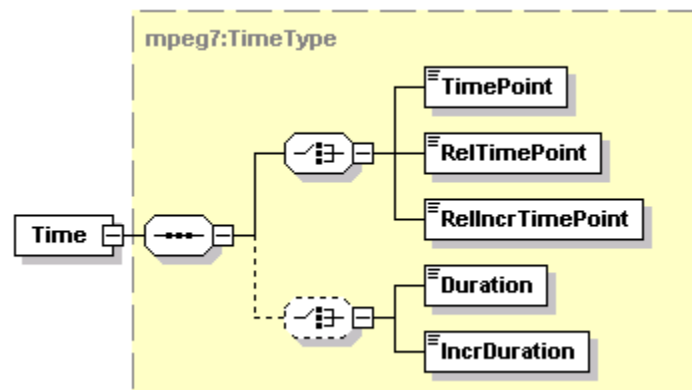 mpeg7:TimeType
TimePoint
RelTimePoint
RelIncrTimePoint
Time
Duration
IncrDuration